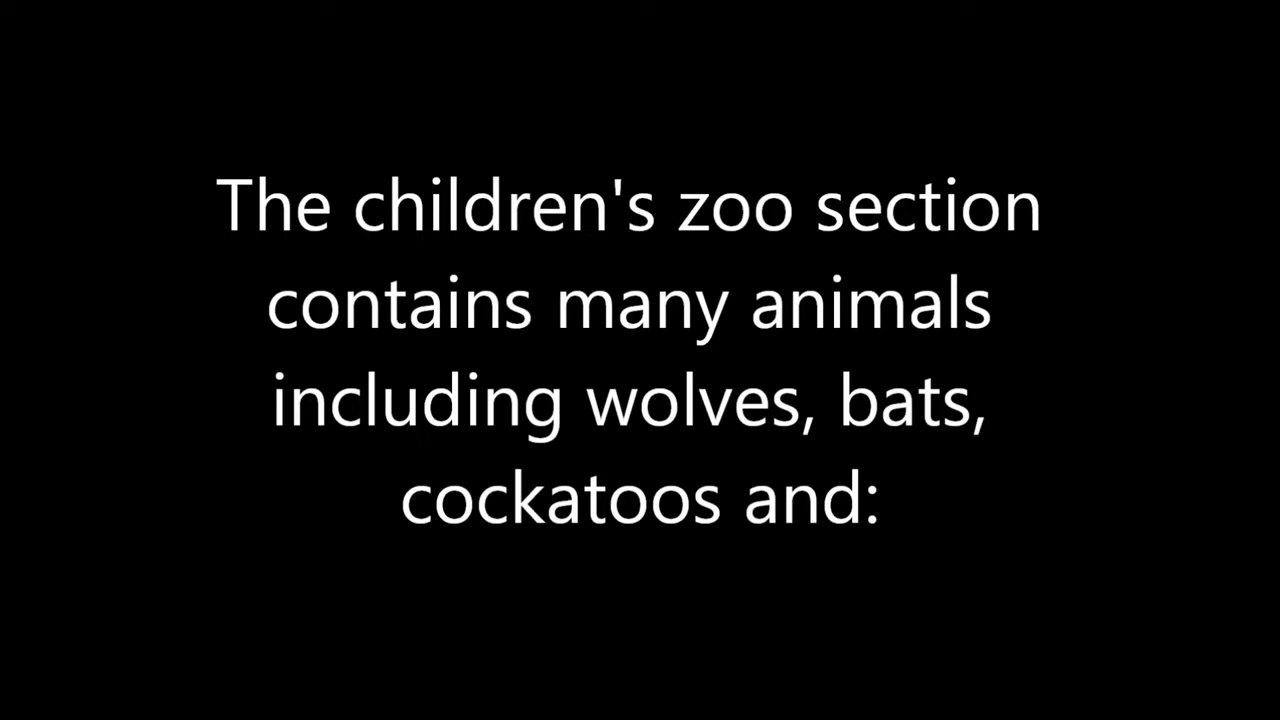 The children's zoo section
contains many animals
including wolves, bats,
cockatoos and: